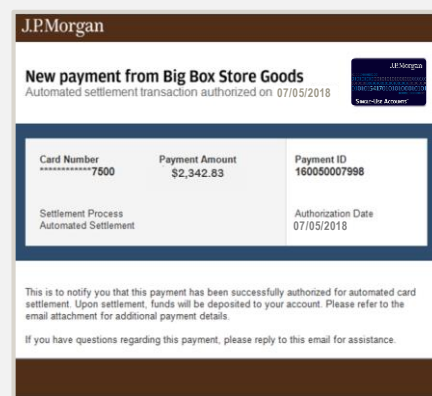 J.P.Morgan
New payment from Big Box Store Goods
Automated settlement transaction authorized on 07/05/2018
J.P.Morgan
Single-Use Accounts
Card Number Payment Amount Payment ID
************7500 $2,342.83 160050007998
Settlement Process Authorization Date
Automated Settlement 07/05/2018
This is to notify you that this payment has been successfully authorized for automated card
settlement. Upon settlement, funds will be deposited to your account. Please refer to the
email attachment for additional payment details.
If you have questions regarding this payment, please reply to this email for assistance.